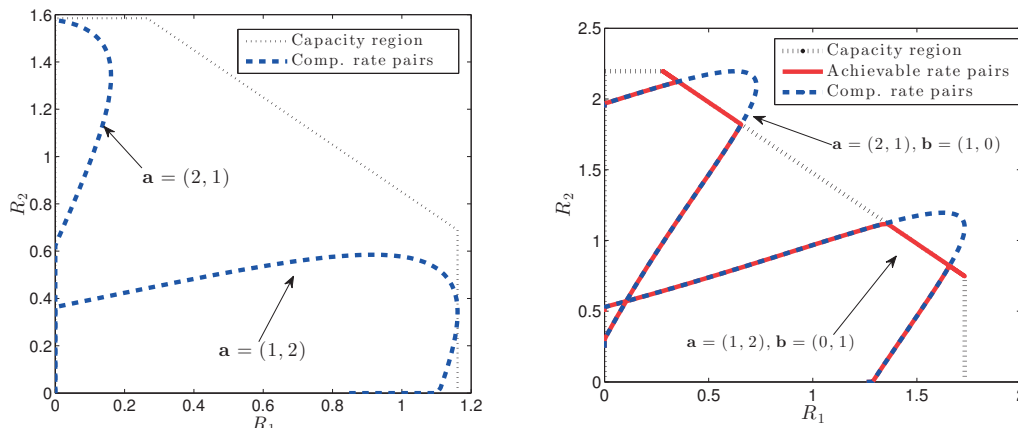 1.6
1.4
1.2
1
0.8
0.6
0.4
0.2
0
R2
Capacity region
Comp. rate pairs
a = (2, 1)
a = (1, 2)
0 0.2 0.4 0.6 0.8 1 1.2
R1
2.5
2
1.5
1
0.5
0
R2
Capacity region
Achievable rate pairs
Comp. rate pairs
a = (2, 1), b = (1, 0)
a = (1, 2), b = (0, 1)
0 0.5 1 1.5 2
R1